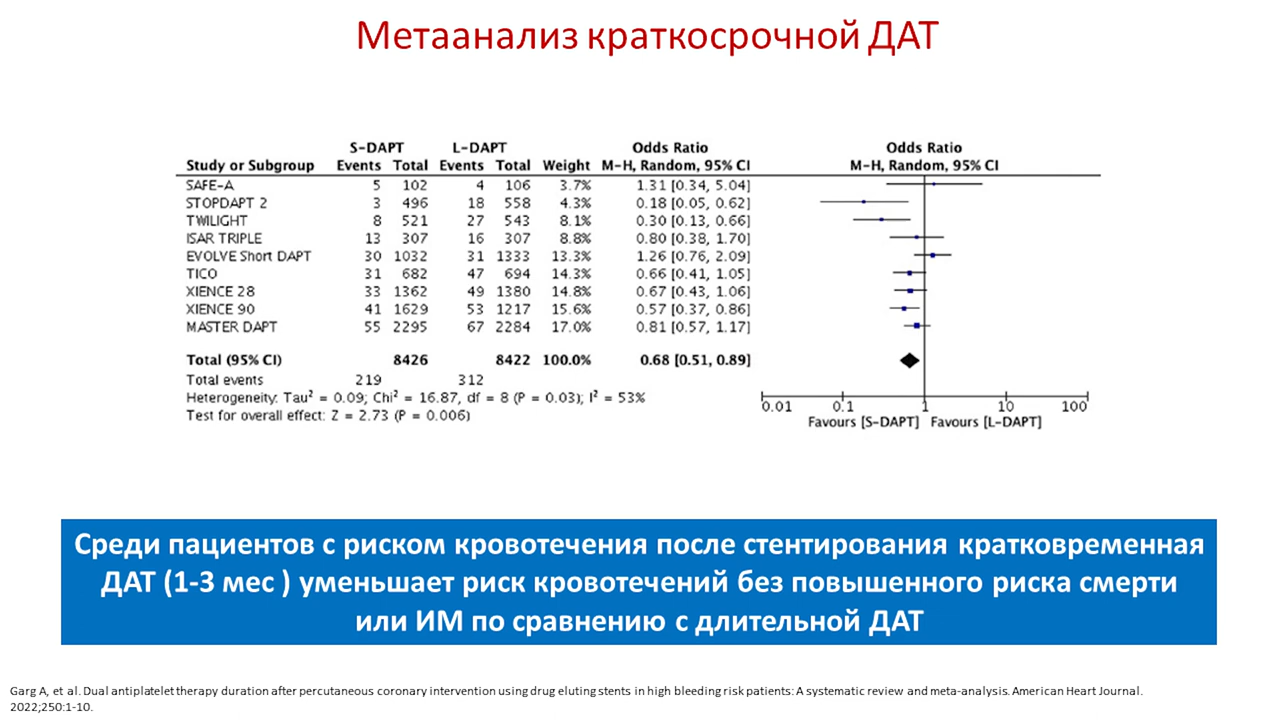 Метаанализ краткосрочной ДАТ
S-DAPT L-DAPT Odds Ratio Odds Ratio
Study or Subgroup Events Total Events Total Weight M-H, Random, 95% CI M-H, Random, 95% CI
SAFE-A 5 102 4 106 3.7% 1.31 [0.34, 5.04]
STOPDAPT 2 3 496 18 558 4.3% 0.18 [0.05, 0.62]
TWILIGHT 8 521 27 543 8.1% 0.30 [0.13, 0.66]
ISAR TRIPLE 13 307 16 307 8.8% 0.80 [0.38, 1.70]
EVOLVE Short DAPT 30 1032 31 1333 13.3% 1.26 [0.76, 2.09]
TICO 31 682 47 694 14.3% 0.66 [0.41, 1.05]
XIENCE 28 33 1362 49 1380 14.8% 0.67 [0.43, 1.06]
XIENCE 90 41 1629 53 1217 15.6% 0.57 [0.37, 0.86]
MASTER DAPT 55 2295 67 2284 17.0% 0.81 [0.57, 1.17]
Total (95% CI) 8426 8422 100.0% 0.68 [0.51, 0.89]
Total events 219 312
Heterogeneity: Tau² = 0.09; Chi² = 16.87, df = 8 (P = 0.03); I² = 53%
Test for overall effect: Z = 2.73 (P = 0.006)
0.01 0.1 1 10 100
Favours [S-DAPT] Favours [L-DAPT]
Среди пациентов с риском кровотечения после стентирования кратковременная
ДАТ (1-3 мес ) уменьшает риск кровотечений без повышенного риска смерти
или ИМ по сравнению с длительной ДАТ
Garg A, et al. Dual antiplatelet therapy duration after percutaneous coronary intervention using drug eluting stents in high bleeding risk patients: A systematic review and meta-analysis. American Heart Journal.
2022;250:1-10.